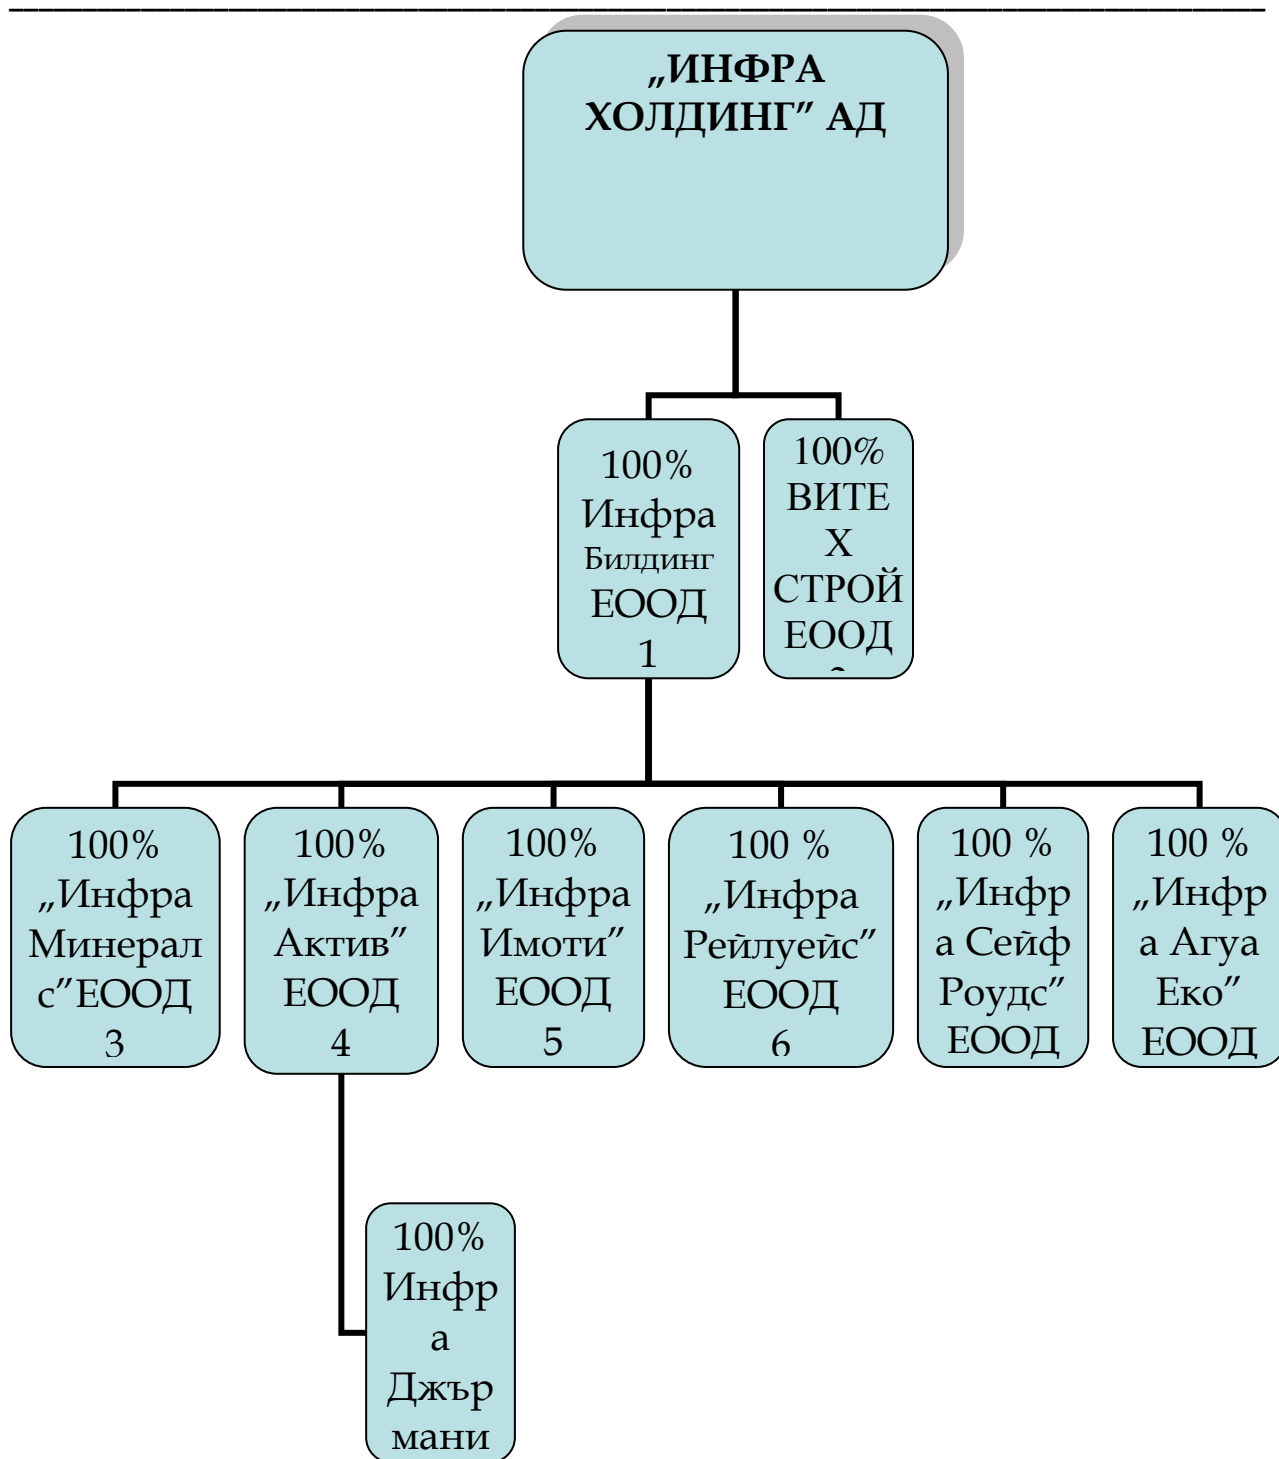 „ИНФРА
ХОЛДИНГ” АД
100%
Инфра
Билдинг
ЕООД
1
100%
ВИТЕ
Х
СТРОЙ
ЕООД
100%
„Инфра
Минерал
с”ЕООД
3
100%
„Инфра
Актив”
ЕООД
4
100%
„Инфра
Имоти”
ЕООД
5
100 %
„Инфра
Рейлуейс”
ЕООД
6
100 %
„Инфр
а Сейф
Роудс”
ЕООД
100 %
„Инфр
а Агуа
Еко”
ЕООД
100%
Инфр
а
Джър
мани